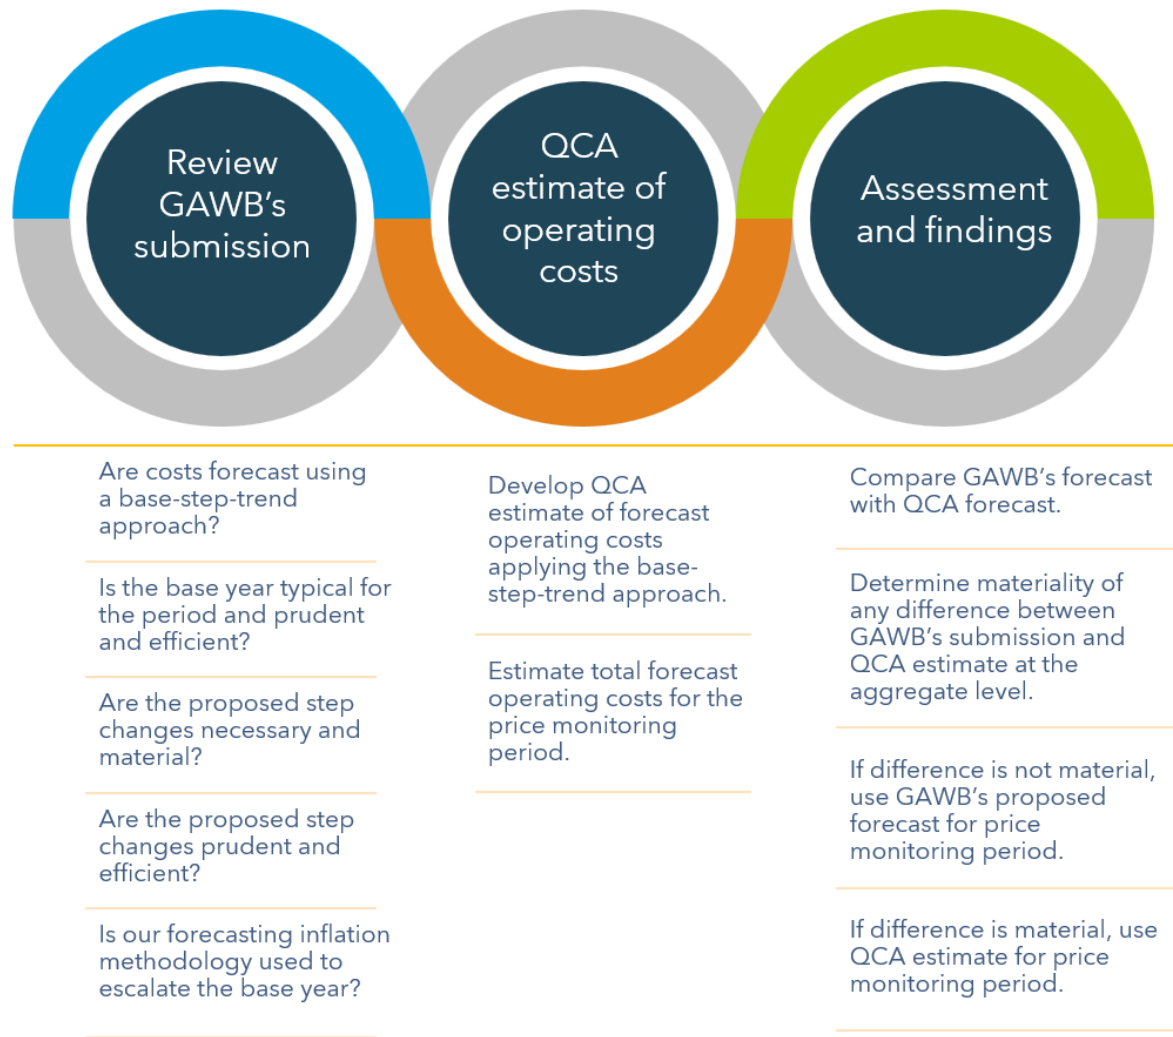 Review
GAWB's
submission
QCA
estimate of
operating
costs
Assessment
and findings
Are costs forecast using
a base-step-trend
approach?
Is the base year typical for
the period and prudent
and efficient?
Are the proposed step
changes necessary and
material?
Are the proposed step
changes prudent and
efficient?
Is our forecasting inflation
methodology used to
escalate the base year?
Develop QCA
estimate of forecast
operating costs
applying the base-
step-trend approach.
Estimate total forecast
operating costs for the
price monitoring
period.
Compare GAWB's forecast
with QCA forecast.
Determine materiality of
any difference between
GAWB's submission and
QCA estimate at the
aggregate level.
If difference is not material,
use GAWB's proposed
forecast for price
monitoring period.
If difference is material, use
QCA estimate for price
monitoring period.